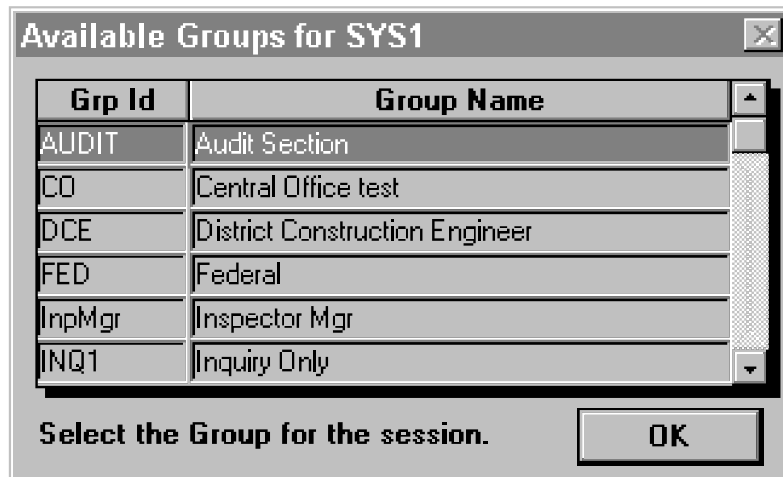 Available Groups for SYS1
Grp Id Group Name
AUDIT Audit Section
CO Central Office test
DCE District Construction Engineer
FED Federal
InpMgr Inspector Mgr
INQ1 Inquiry Only
Select the Group for the session. OK